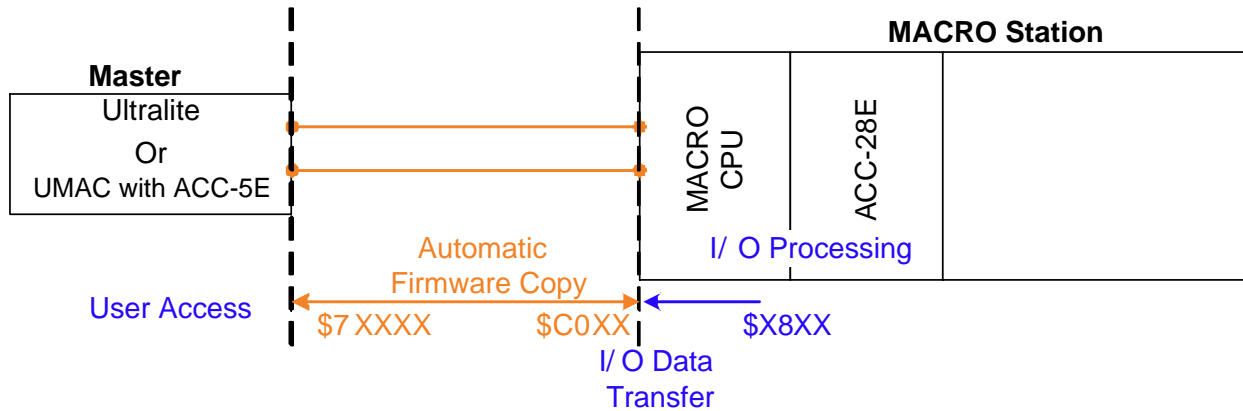 MACRO Station
Master
Ultralite
Or
UMAC with ACC-5E
MACRO
CPU
ACC-28E
I/ O Processing
Automatic
Firmware Copy
User Access
$7 XXXX
$C0XX
$X8XX
I/ O Data
Transfer